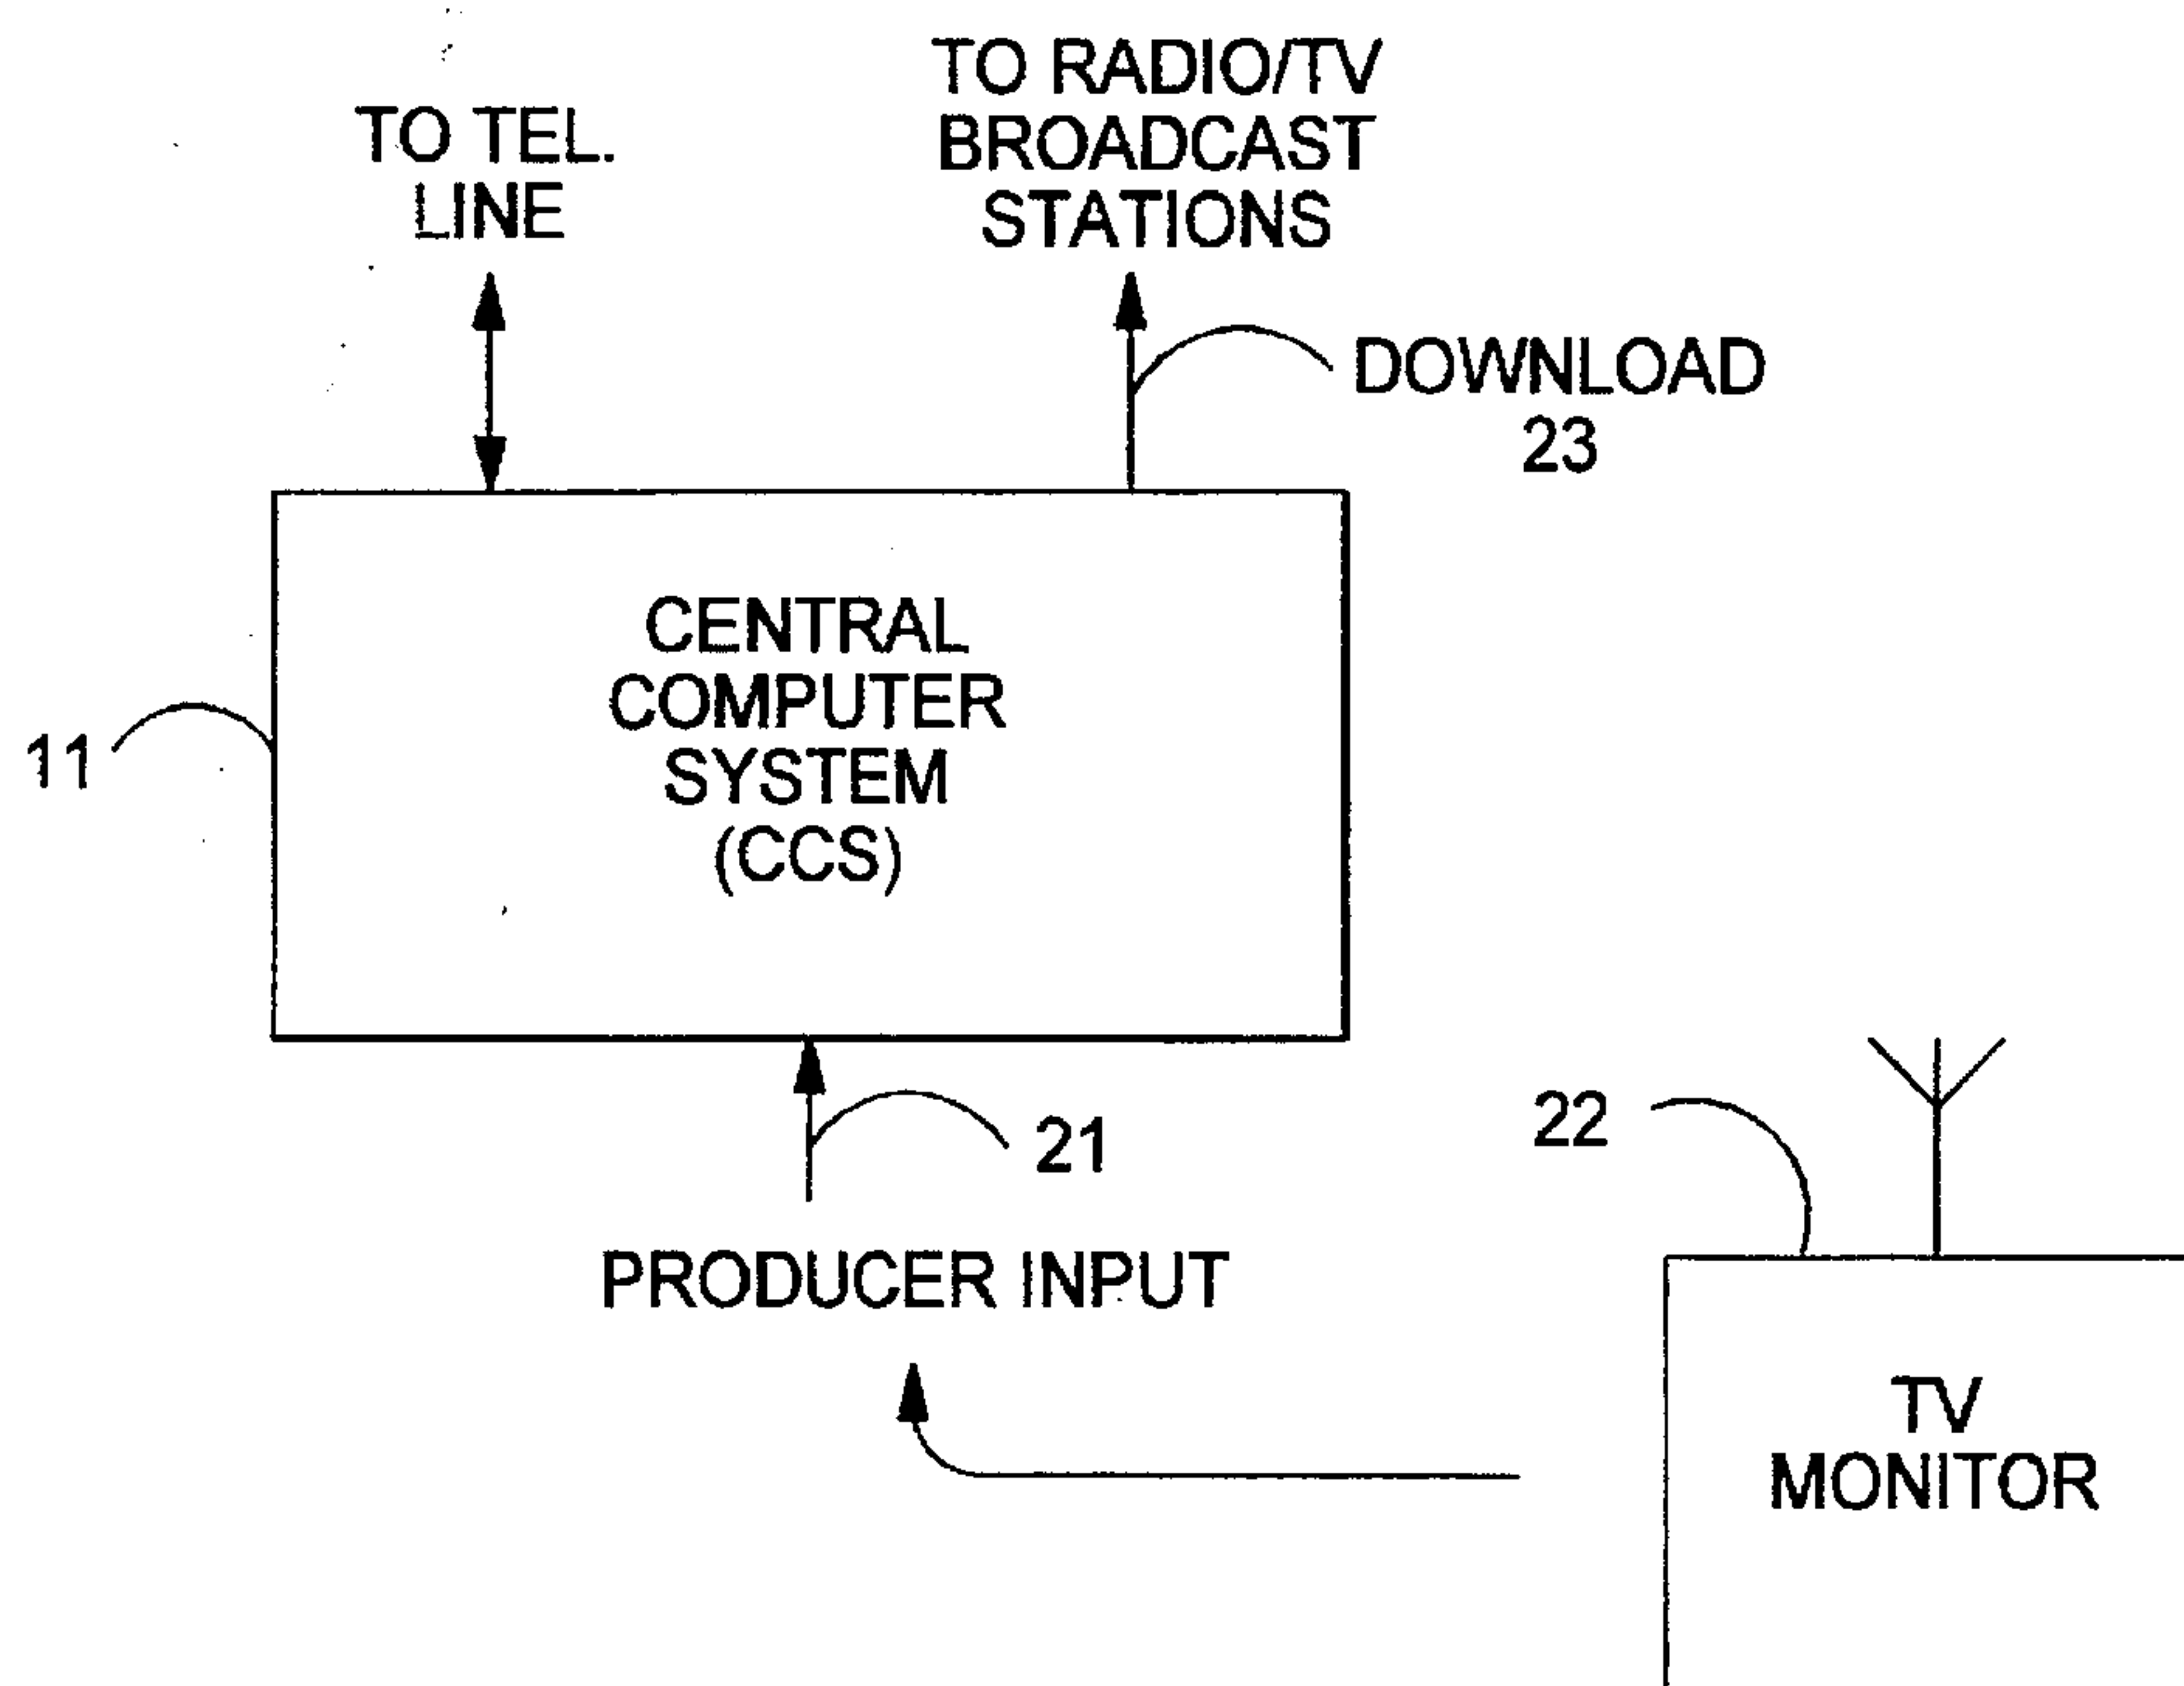 TO TEL.
LINE
TO RADIO/TV
BROADCAST
STATIONS
DOWNLOAD
23
CENTRAL
COMPUTER
SYSTEM
(CCS)
11
21
PRODUCER INPUT
22
TV
MONITOR